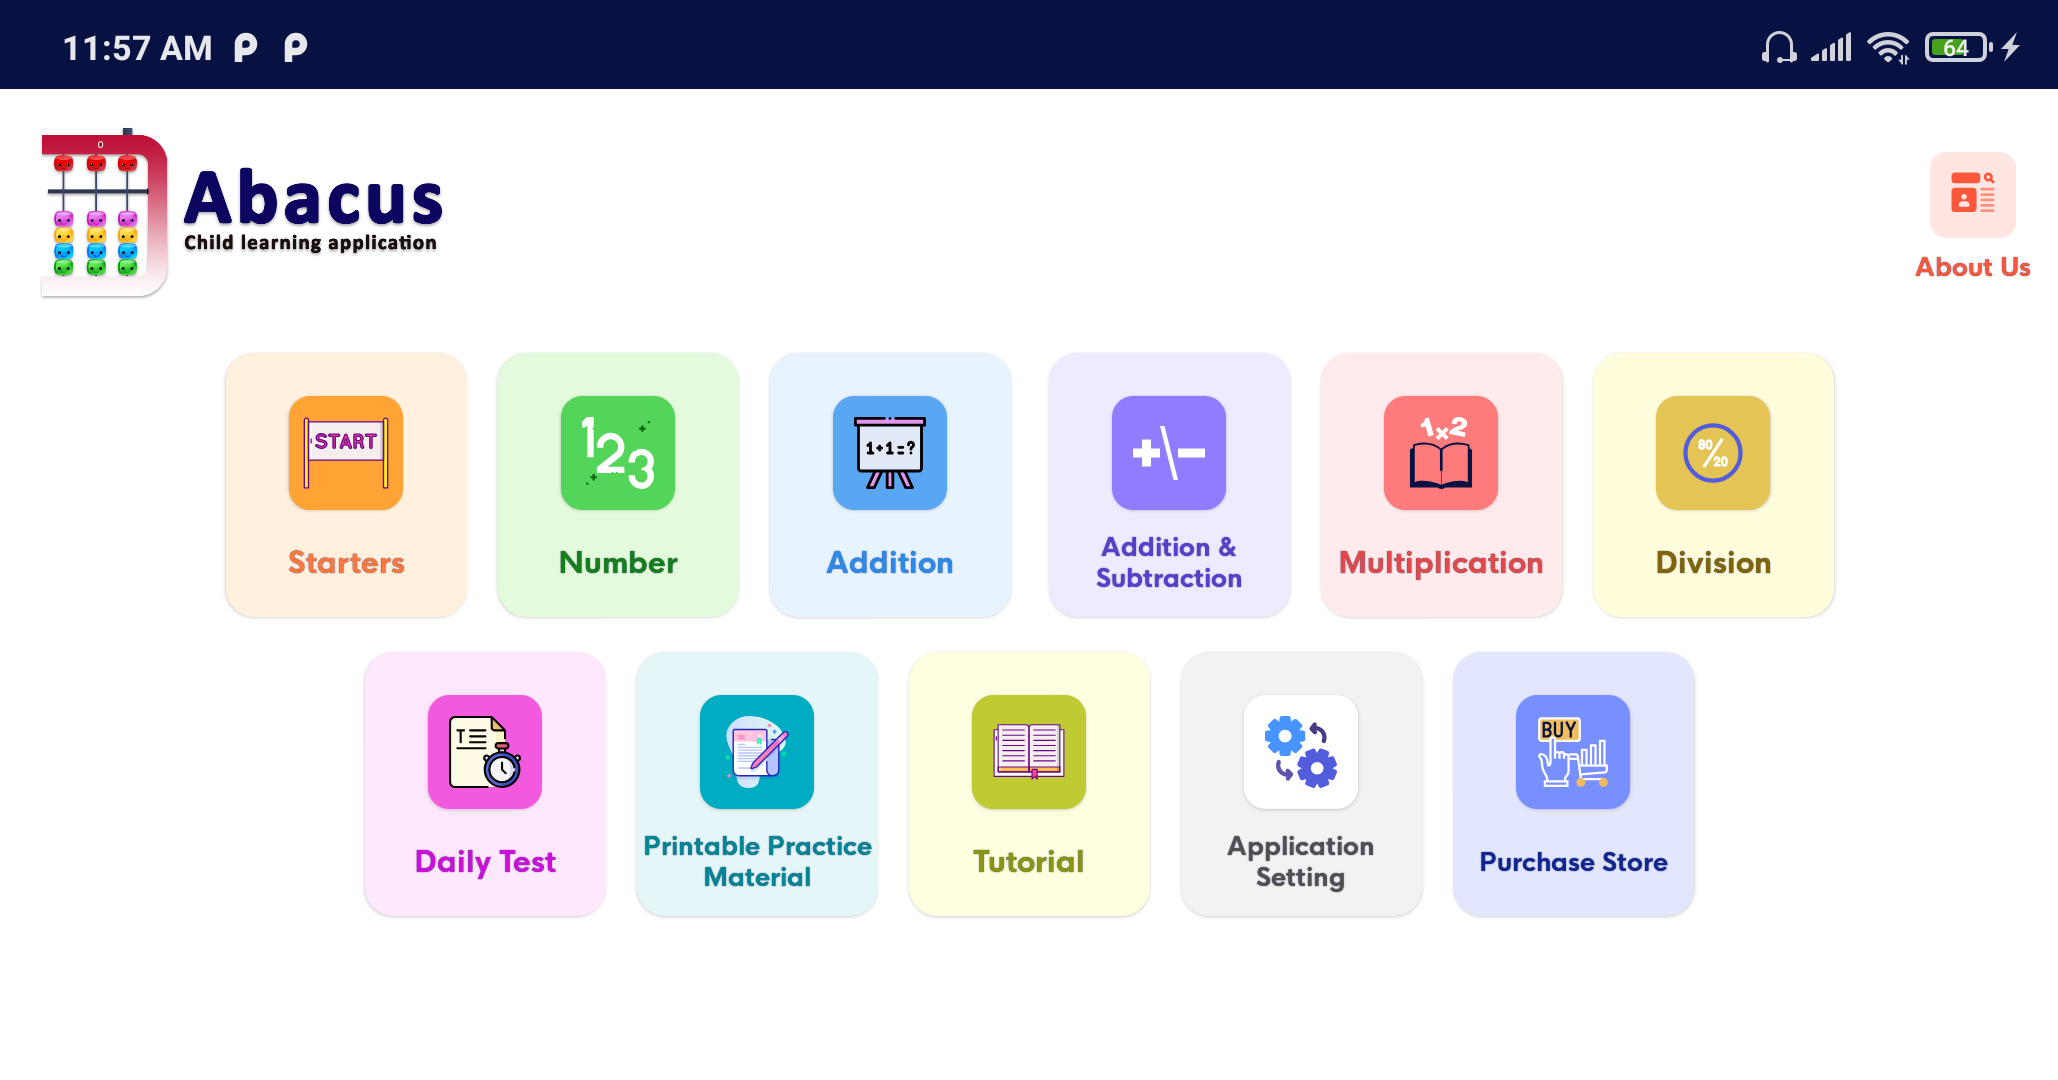 11:57 AM
64
0
Abacus
Child learning application
About Us
START
123
1+1=?
+\-
1x2
80/20
Starters
Number
Addition
Addition &
Subtraction
Multiplication
Division
T
BUY
Daily Test
Printable Practice
Material
Tutorial
Application
Setting
Purchase Store